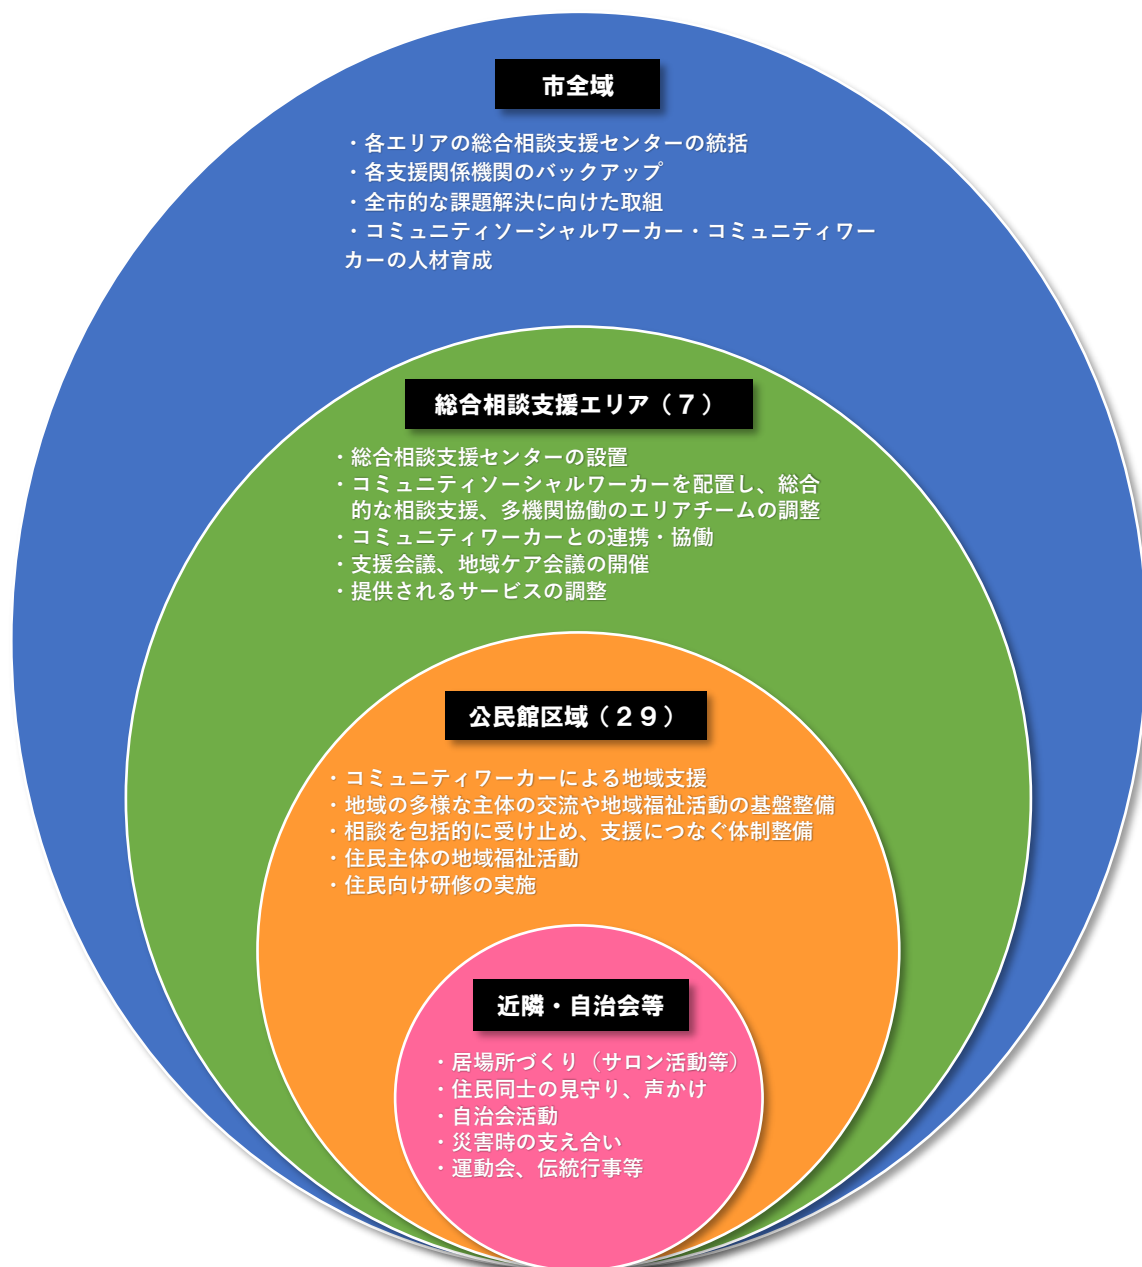 市全域
・各エリアの総合相談支援センターの統括
・各支援関係機関のバックアップ
・全市的な課題解決に向けた取組
・コミュニティソーシャルワーカー・コミュニティワー
カーの人材育成
総合相談支援エリア（７）
・総合相談支援センターの設置
・コミュニティソーシャルワーカーを配置し、総合
的な相談支援、多機関協働のエリアチームの調整
・コミュニティワーカーとの連携・協働
・支援会議、地域ケア会議の開催
・提供されるサービスの調整
公民館区域（２９）
・コミュニティワーカーによる地域支援
・地域の多様な主体の交流や地域福祉活動の基盤整備
・相談を包括的に受け止め、支援につなぐ体制整備
・住民主体の地域福祉活動
・住民向け研修の実施
近隣・自治会等
・居場所づくり（サロン活動等）
・住民同士の見守り、声かけ
・自治会活動
・災害時の支え合い
・運動会、伝統行事等